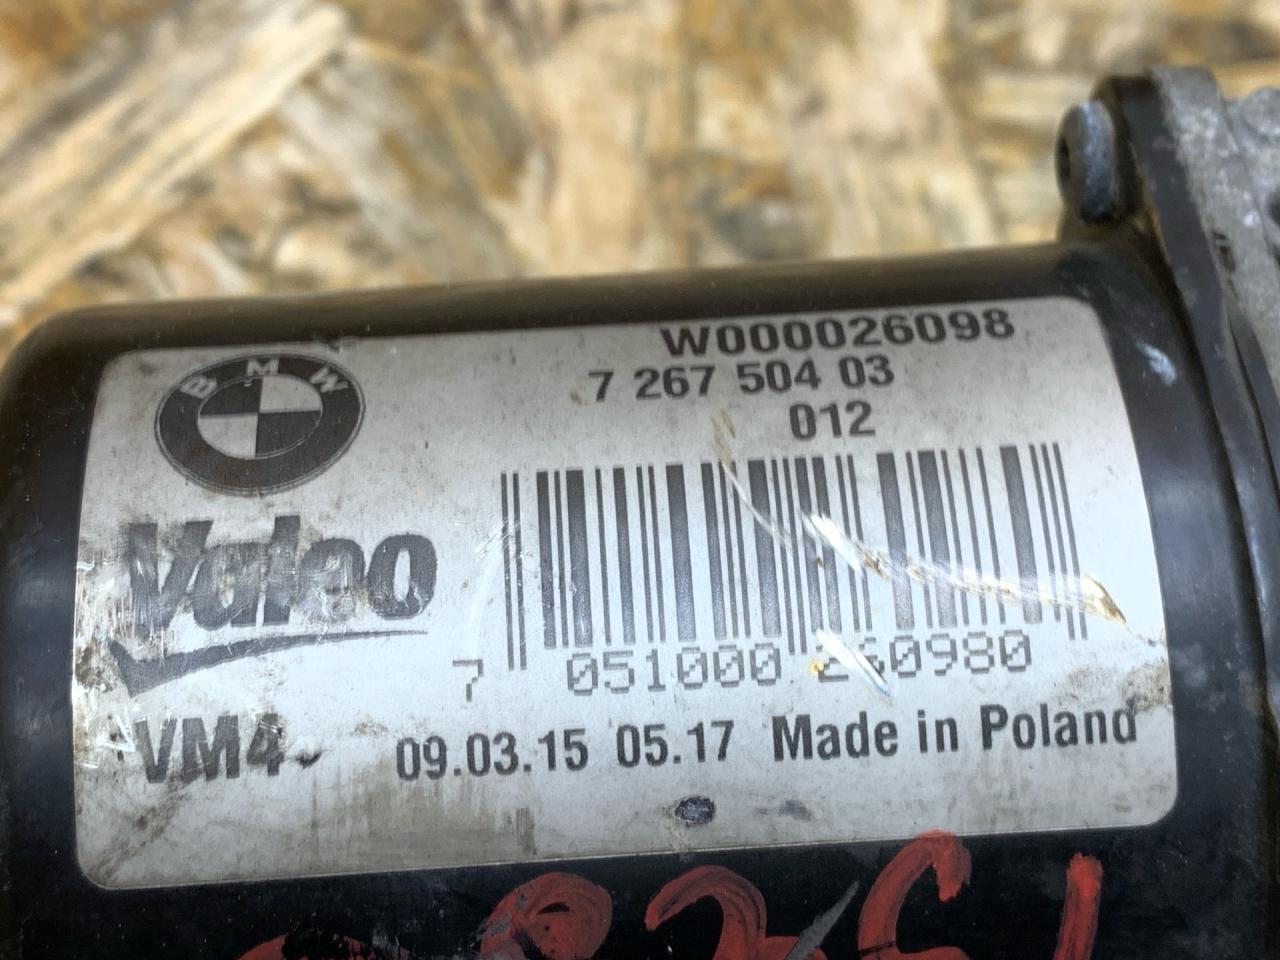 W000026098
7 267 504 03
012
BMW
Valeo
7 051000 260980
VM4
09.03.15 05.17 Made in Poland